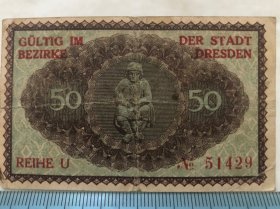 GÜLTIG IM DER STADT
BEZIRKE DRESDEN
50 50
REIHE U № 51429